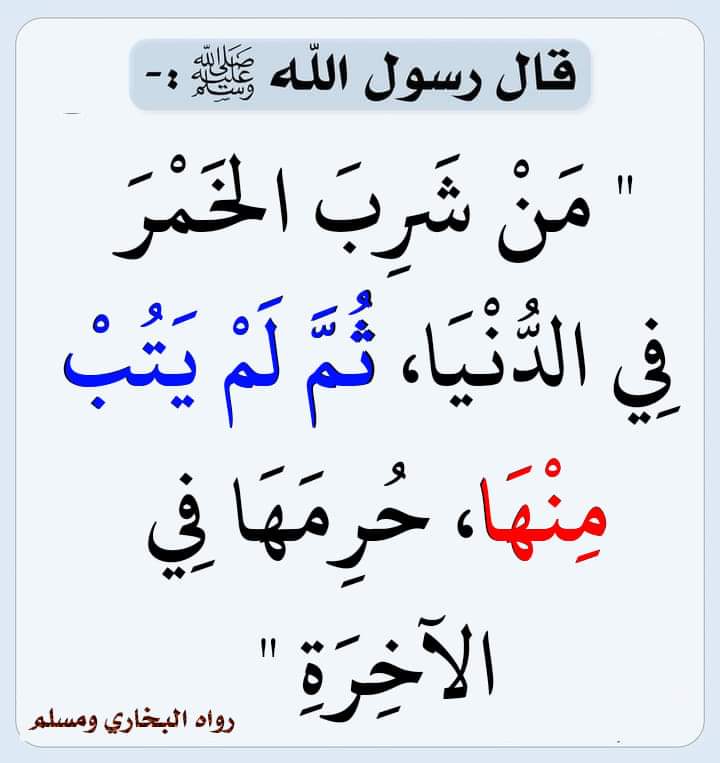 قال رسول الله ﷺ :-
" مَنْ شَرِبَ الخَمْرَ
فِي الدُّنْيَا، ثُمَّ لَمْ يَتُبْ
مِنْهَا، حُرِمَهَا فِي
الآخِرَةِ "
رواه البخاري ومسلم